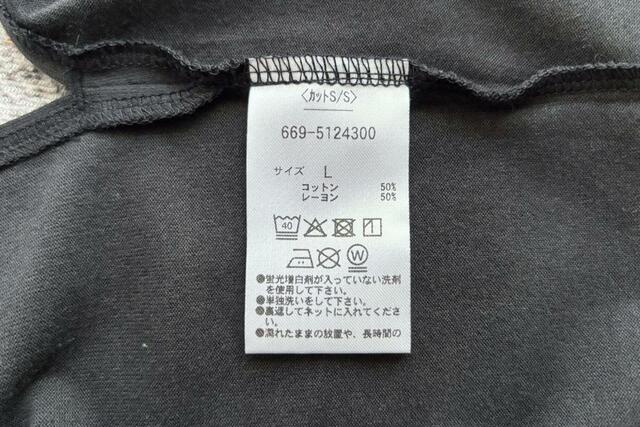 〈カットS/S〉
669-5124300
サイズ L
コットン 50%
レーヨン 50%
40
●蛍光増白剤が入っていない洗剤
を使用して下さい。
●単独洗いをして下さい。
●裏返してネットに入れてくださ
い。
●濡れたままの放置や、長時間の